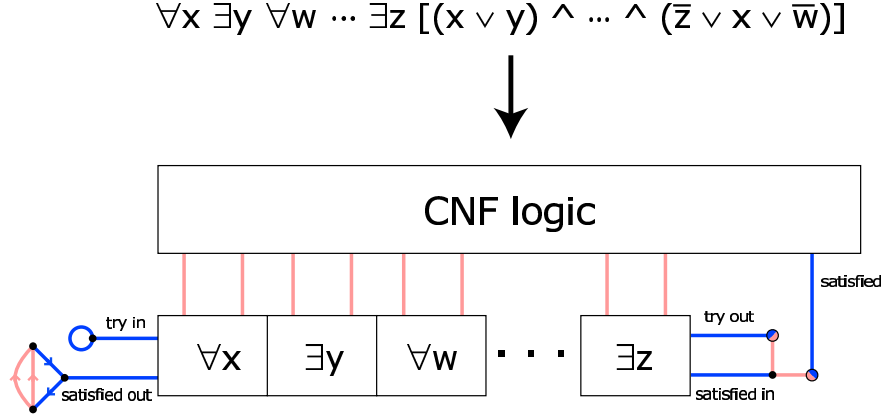 ∀x ∃y ∀w ··· ∃z [(x ∨ y) ^ ... ^ (z̅ ∨ x ∨ w̅)]
CNF logic
satisfied
try in
try out
∀x ∃y ∀w · · · ∃z
satisfied out
satisfied in